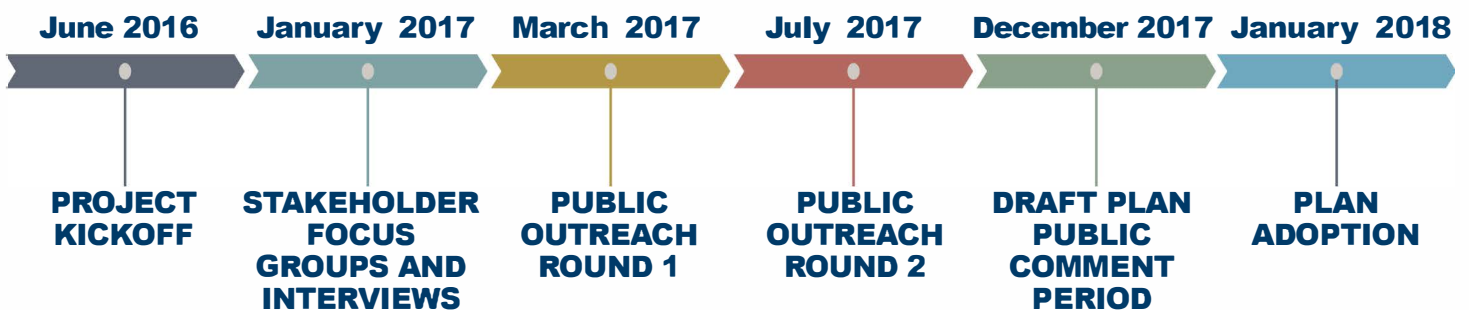 June 2016
January 2017
March 2017
July 2017
December 2017
January 2018
PROJECT
KICKOFF
STAKEHOLDER
FOCUS
GROUPS AND
INTERVIEWS
PUBLIC
OUTREACH
ROUND 1
PUBLIC
OUTREACH
ROUND 2
DRAFT PLAN
PUBLIC
COMMENT
PERIOD
PLAN
ADOPTION